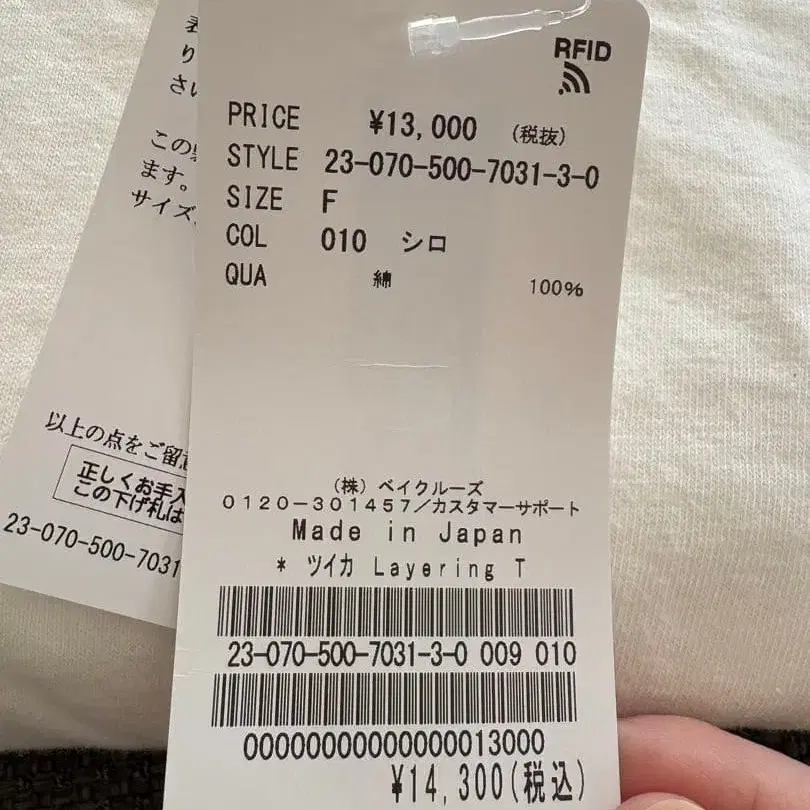 RFID
PRICE ¥13,000 (税抜)
STYLE 23-070-500-7031-3-0
SIZE F
COL 010 シロ
QUA 綿 100%
(株)ベイクルーズ
0120-301457/カスタマーサポート
Made in Japan
* ツイカ Layering T
23-070-500-7031-3-0 009 010
00000000000000013000
¥14,300(税込)
り
さい
この
ます。
サイズ
以上の点をご留意
正しくお手入
この下げ札は
23-070-500-7031